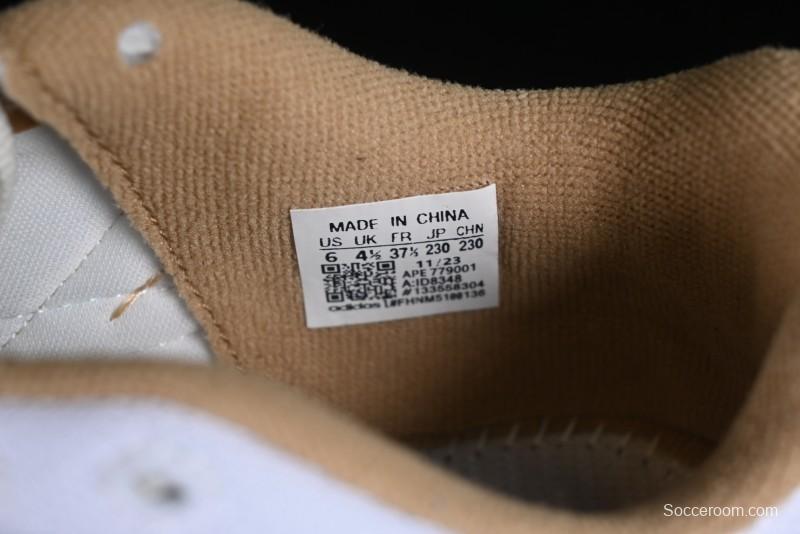 MADE IN CHINA
US UK FR JP CHN
6 4½ 37⅓ 230 230
11/23
APE 779001
A:ID8348
#133558304
adidas #FHNM5100136
Socceroom.com